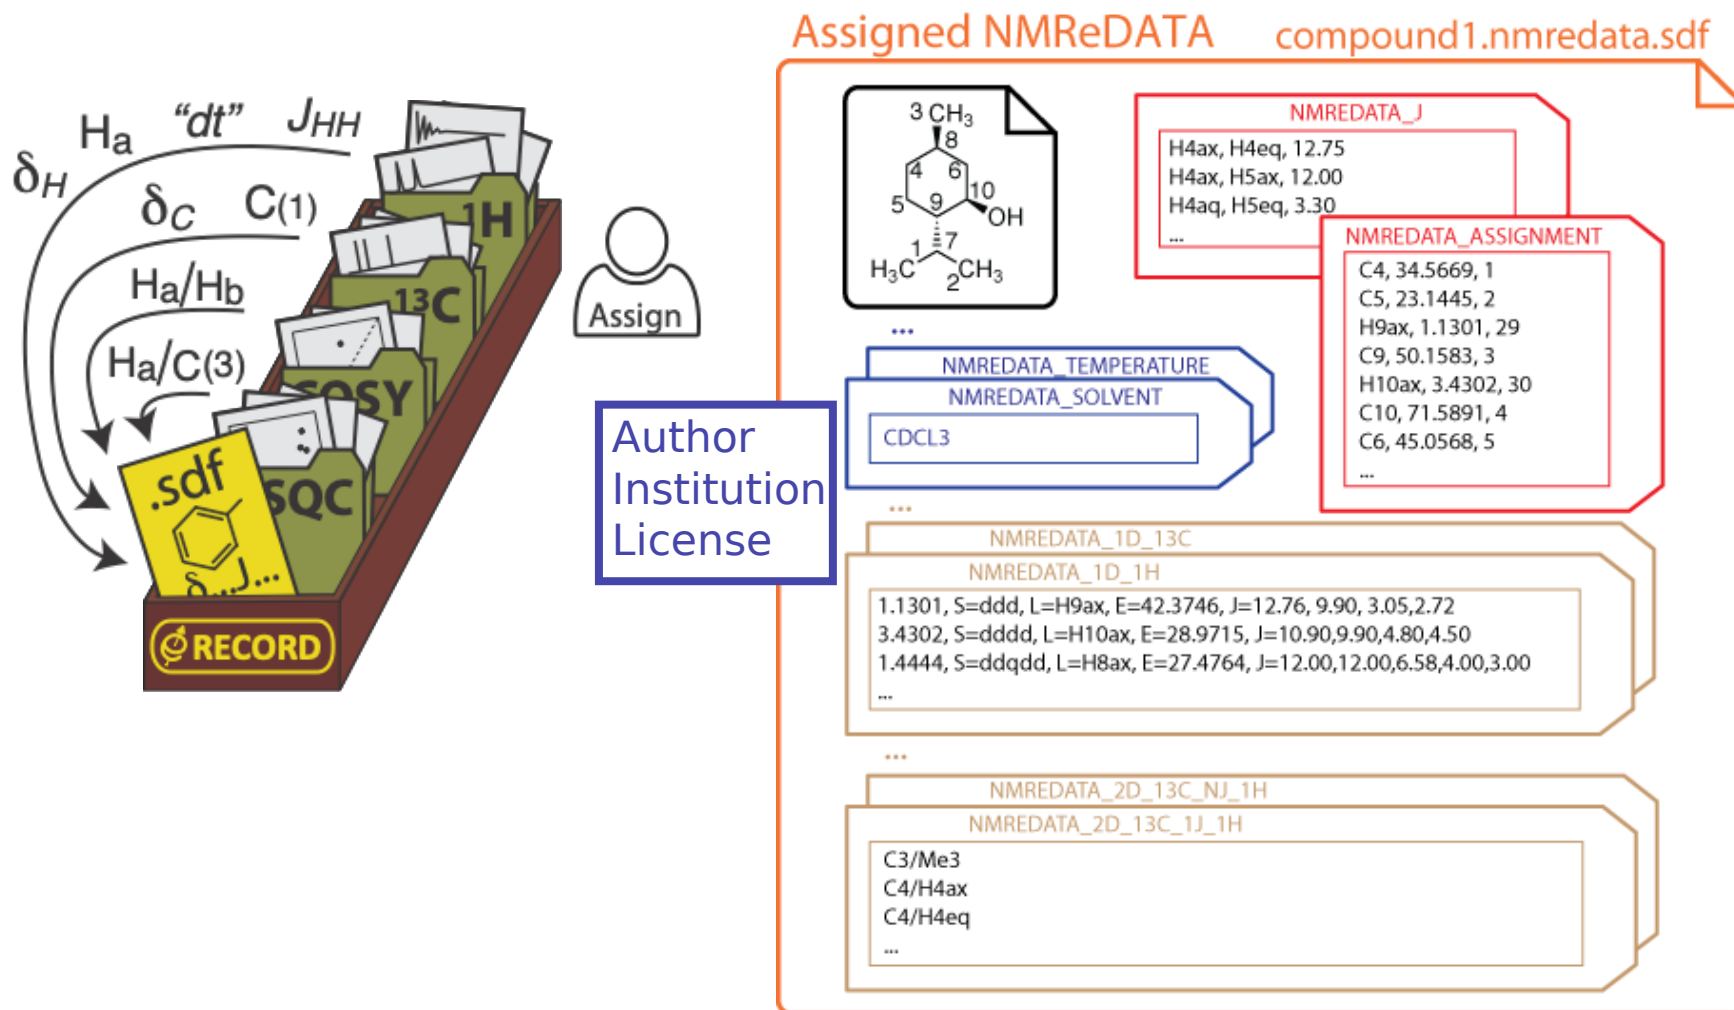 Assigned NMReDATA
compound1.nmredata.sdf
Ha "dt" JHH
δH
δC C(1)
Ha/Hb
Ha/C(3)
1H
13C
COSY
SQC
.sdf
δ...J...
RECORD
Assign
Author
Institution
License
3 CH3
8
4 6
10
5 9
OH
1 7
H3C CH3
2
NMREDATA_J
H4ax, H4eq, 12.75
H4ax, H5ax, 12.00
H4aq, H5eq, 3.30
...
NMREDATA_ASSIGNMENT
C4, 34.5669, 1
C5, 23.1445, 2
H9ax, 1.1301, 29
C9, 50.1583, 3
H10ax, 3.4302, 30
C10, 71.5891, 4
C6, 45.0568, 5
...
...
NMREDATA_TEMPERATURE
NMREDATA_SOLVENT
CDCL3
...
NMREDATA_1D_13C
NMREDATA_1D_1H
1.1301, S=ddd, L=H9ax, E=42.3746, J=12.76, 9.90, 3.05,2.72
3.4302, S=dddd, L=H10ax, E=28.9715, J=10.90,9.90,4.80,4.50
1.4444, S=ddqdd, L=H8ax, E=27.4764, J=12.00,12.00,6.58,4.00,3.00
...
...
NMREDATA_2D_13C_NJ_1H
NMREDATA_2D_13C_1J_1H
C3/Me3
C4/H4ax
C4/H4eq
...